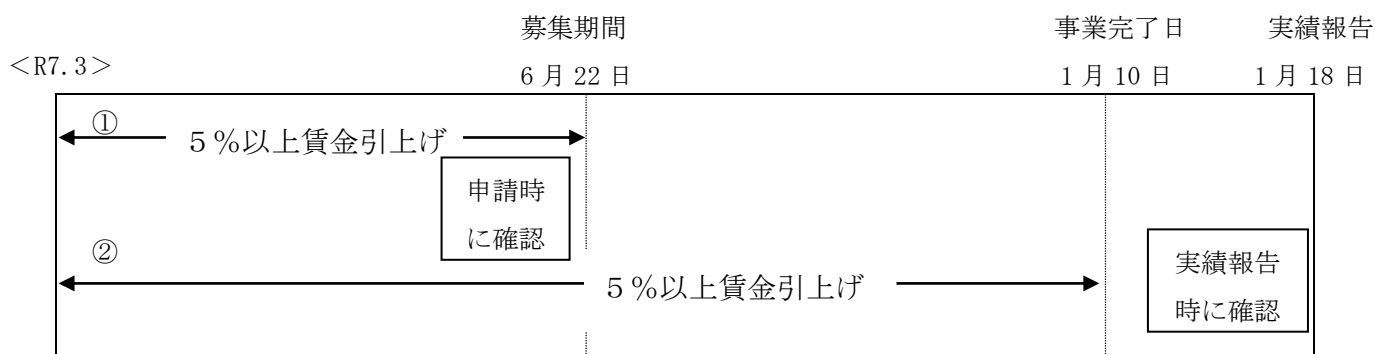 募集期間 事業完了日 実績報告
＜R7.3＞ 6月22日 1月10日 1月18日
① ５％以上賃金引上げ
申請時
に確認
② ５％以上賃金引上げ
実績報告
時に確認